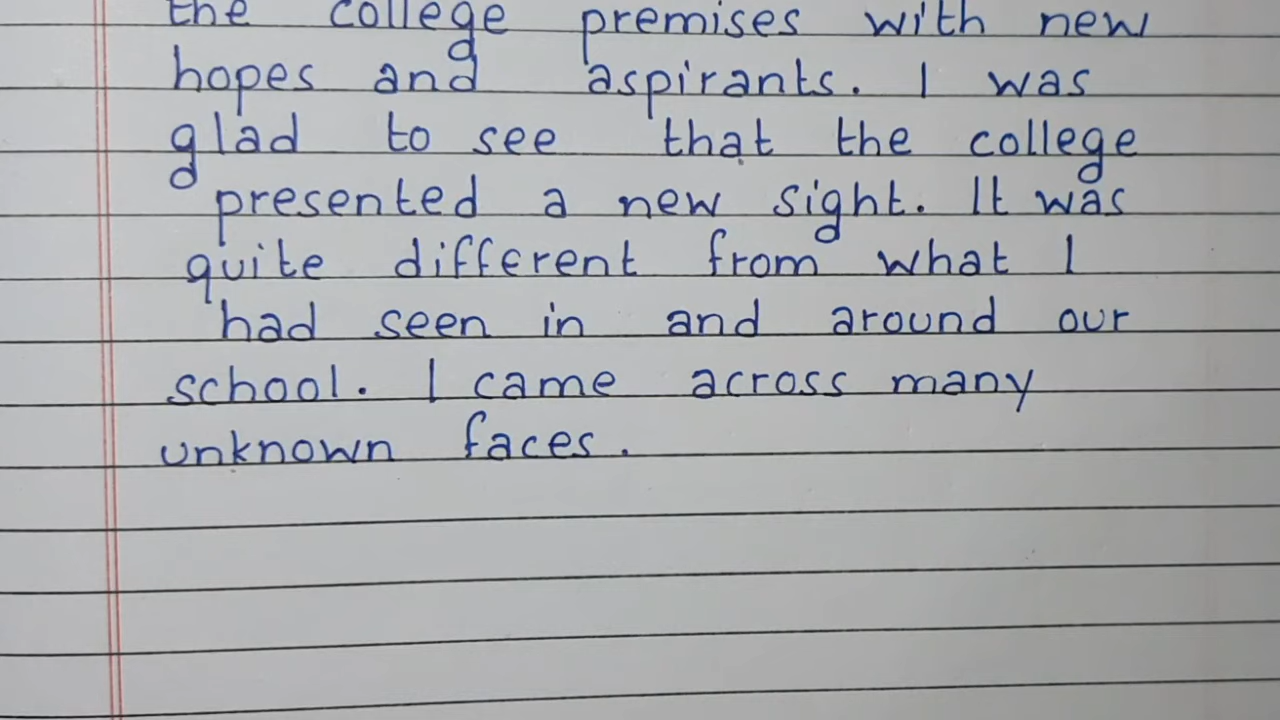 the college premises with new
hopes and aspirants. I was
glad to see that the college
presented a new sight. It was
quite different from what I
had seen in and around our
school. I came across many
unknown faces.